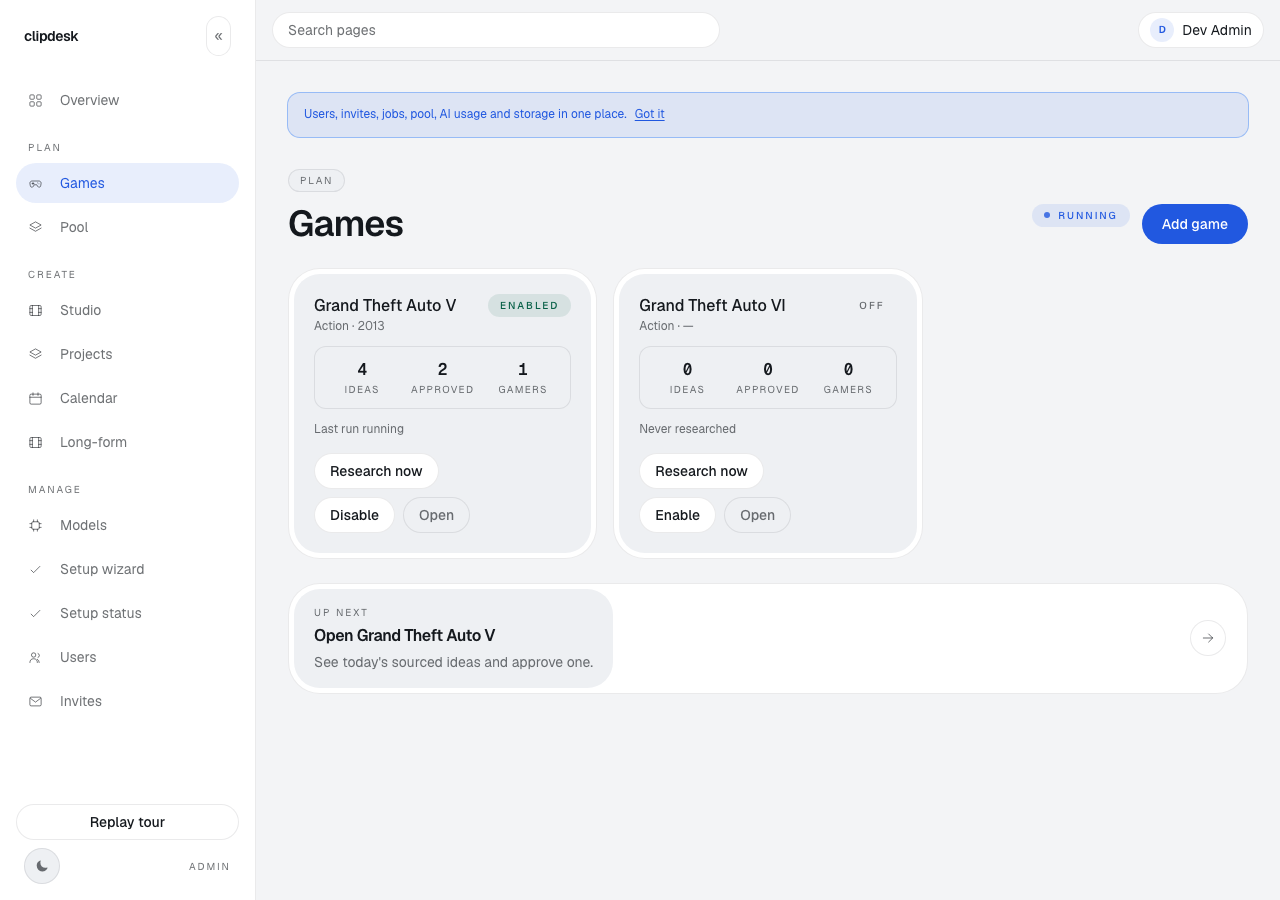 clipdesk
«
Search pages
D
Dev Admin
Overview
PLAN
Games
Pool
CREATE
Studio
Projects
Calendar
Long-form
MANAGE
Models
Setup wizard
Setup status
Users
Invites
Replay tour
ADMIN
Users, invites, jobs, pool, AI usage and storage in one place. Got it
PLAN
Games
RUNNING
Add game
Grand Theft Auto V
ENABLED
Action · 2013
4 2 1
IDEAS APPROVED GAMERS
Last run running
Research now
Disable Open
Grand Theft Auto VI
OFF
Action · —
0 0 0
IDEAS APPROVED GAMERS
Never researched
Research now
Enable Open
UP NEXT
Open Grand Theft Auto V
See today's sourced ideas and approve one.